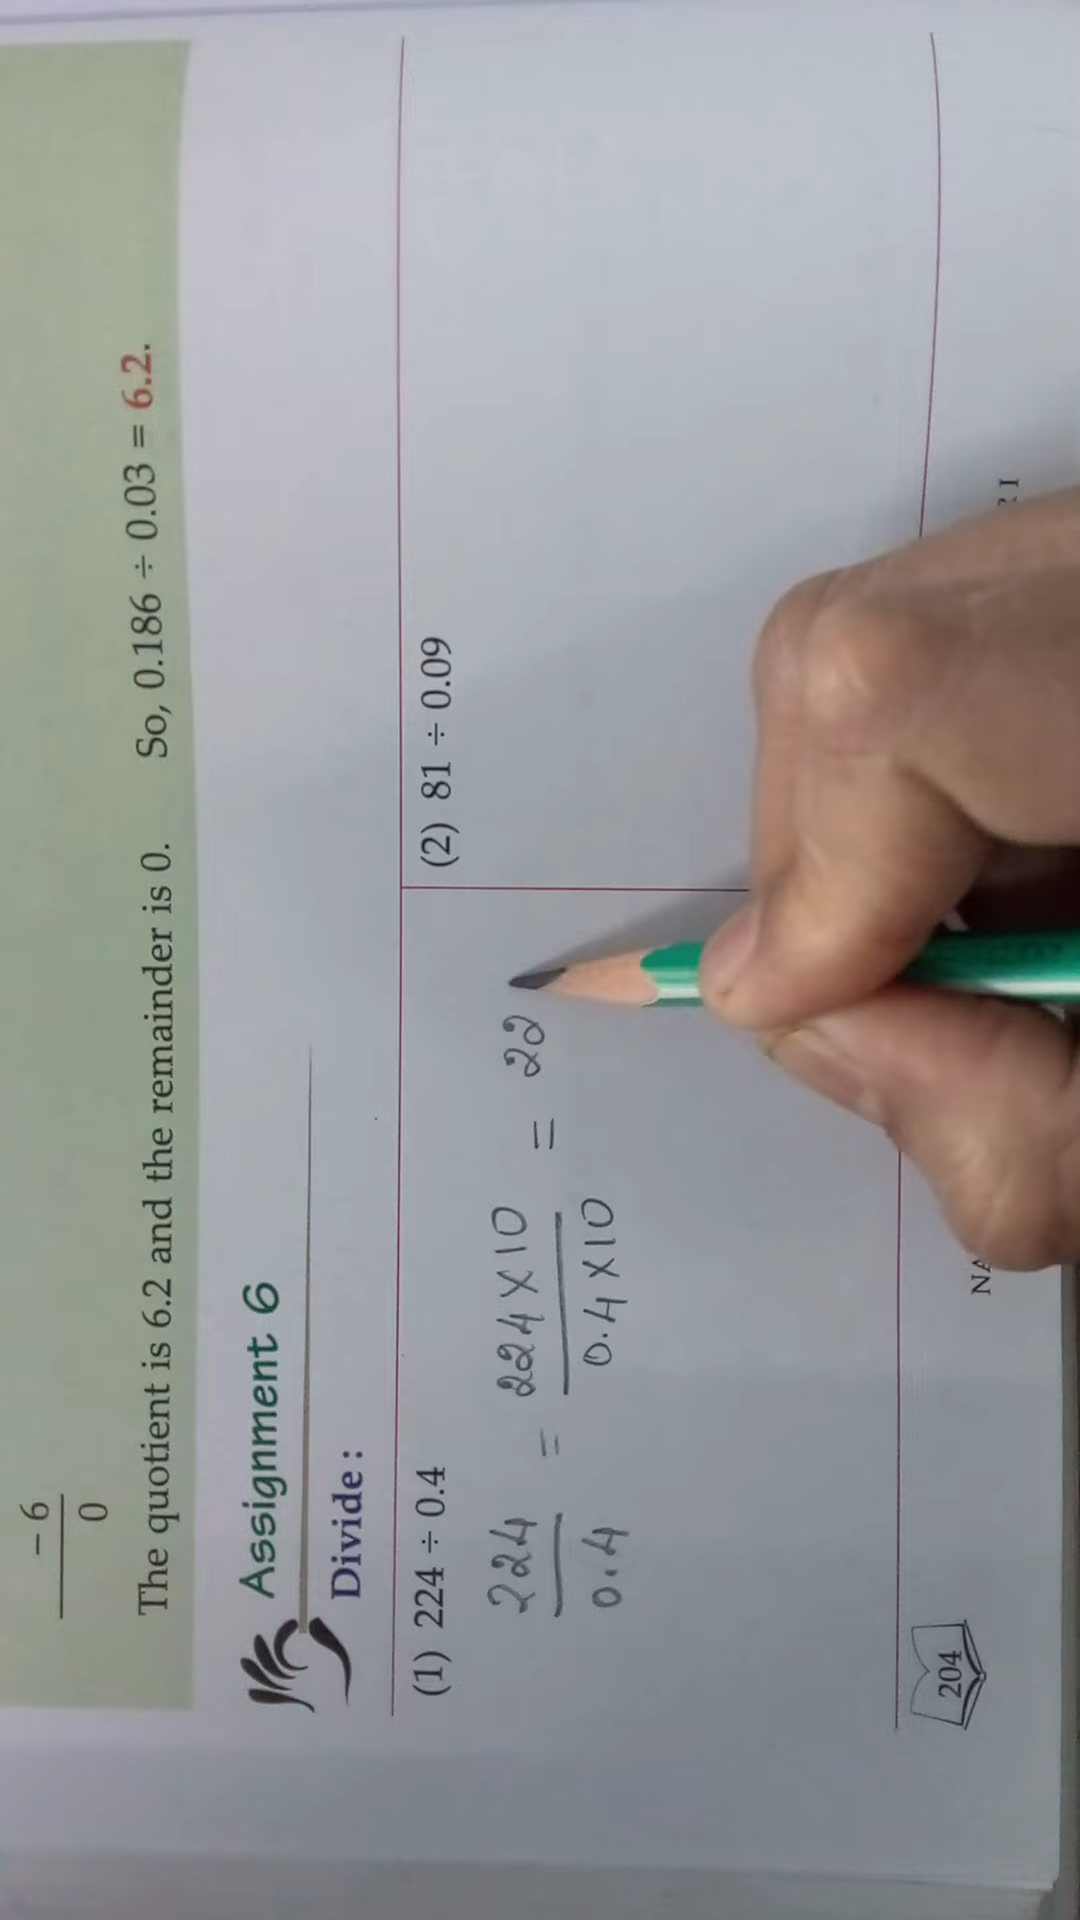 − 6
0
The quotient is 6.2 and the remainder is 0. So, 0.186 ÷ 0.03 = 6.2.
Assignment 6
Divide :
(1) 224 ÷ 0.4
(2) 81 ÷ 0.09
224/0.4 = 224×10/0.4×10 = 22
204